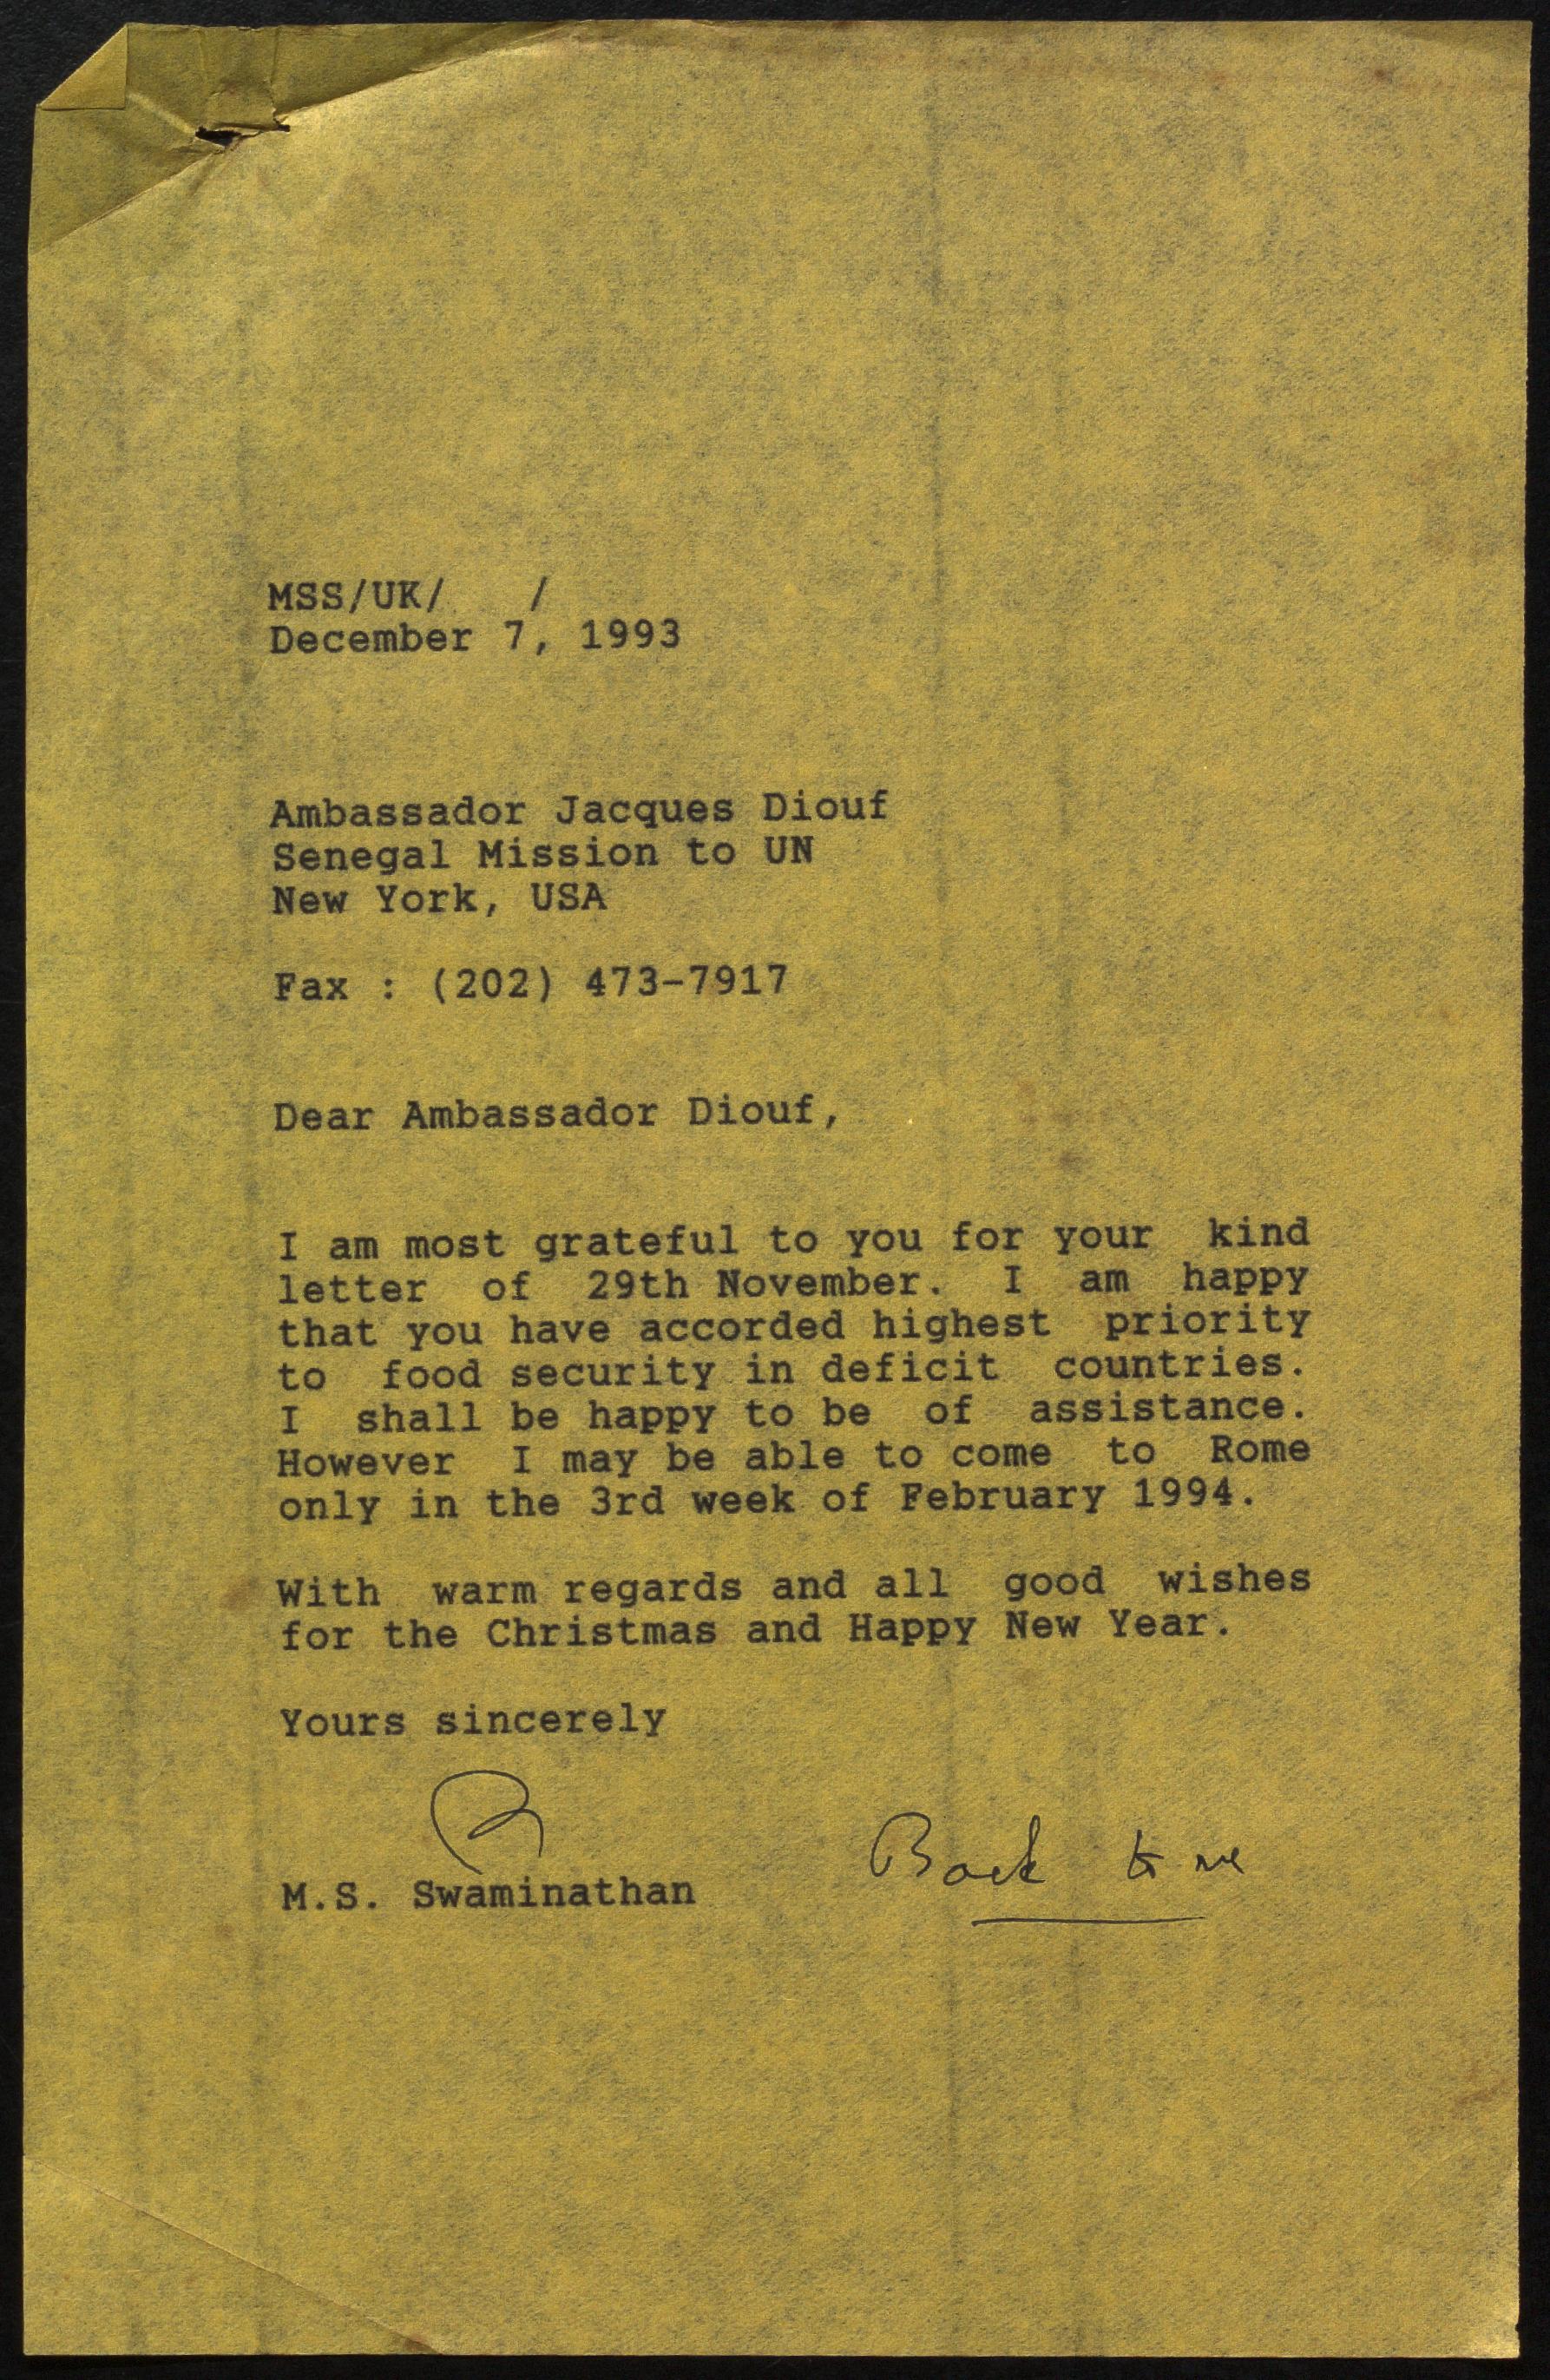 MSS/UK/ /
December 7, 1993
Ambassador Jacques Diouf
Senegal Mission to UN
New York, USA
Fax : (202) 473-7917
Dear Ambassador Diouf,
I am most grateful to you for your kind
letter of 29th November. I am happy
that you have accorded highest priority
to food security in deficit countries.
I shall be happy to be of assistance.
However I may be able to come to Rome
only in the 3rd week of February 1994.
With warm regards and all good wishes
for the Christmas and Happy New Year.
Yours sincerely
M.S. Swaminathan
Back to me